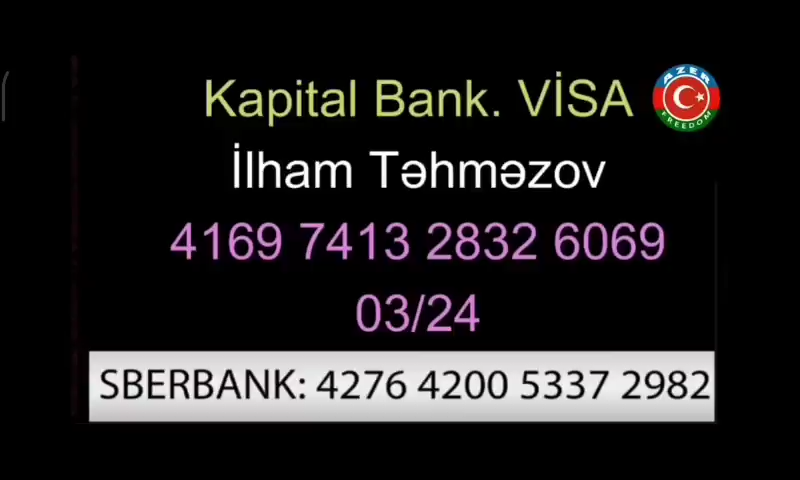 Kapital Bank. VİSA
AZER
FREEDOM
İlham Təhməzov
4169 7413 2832 6069
03/24
SBERBANK: 4276 4200 5337 2982